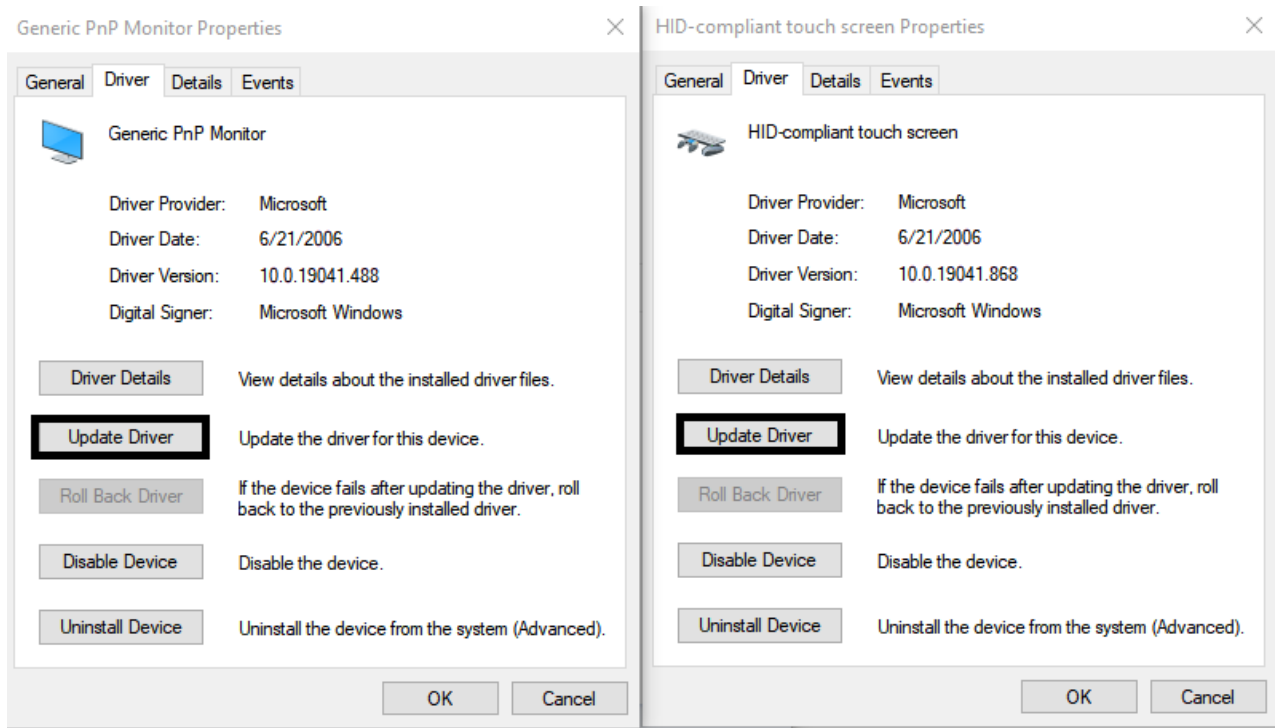 Generic PnP Monitor Properties
General Driver Details Events
Generic PnP Monitor
Driver Provider: Microsoft
Driver Date: 6/21/2006
Driver Version: 10.0.19041.488
Digital Signer: Microsoft Windows
Driver Details View details about the installed driver files.
Update Driver Update the driver for this device.
Roll Back Driver If the device fails after updating the driver, roll
back to the previously installed driver.
Disable Device Disable the device.
Uninstall Device Uninstall the device from the system (Advanced).
OK Cancel
HID-compliant touch screen Properties
General Driver Details Events
HID-compliant touch screen
Driver Provider: Microsoft
Driver Date: 6/21/2006
Driver Version: 10.0.19041.868
Digital Signer: Microsoft Windows
Driver Details View details about the installed driver files.
Update Driver Update the driver for this device.
Roll Back Driver If the device fails after updating the driver, roll
back to the previously installed driver.
Disable Device Disable the device.
Uninstall Device Uninstall the device from the system (Advanced).
OK Cancel